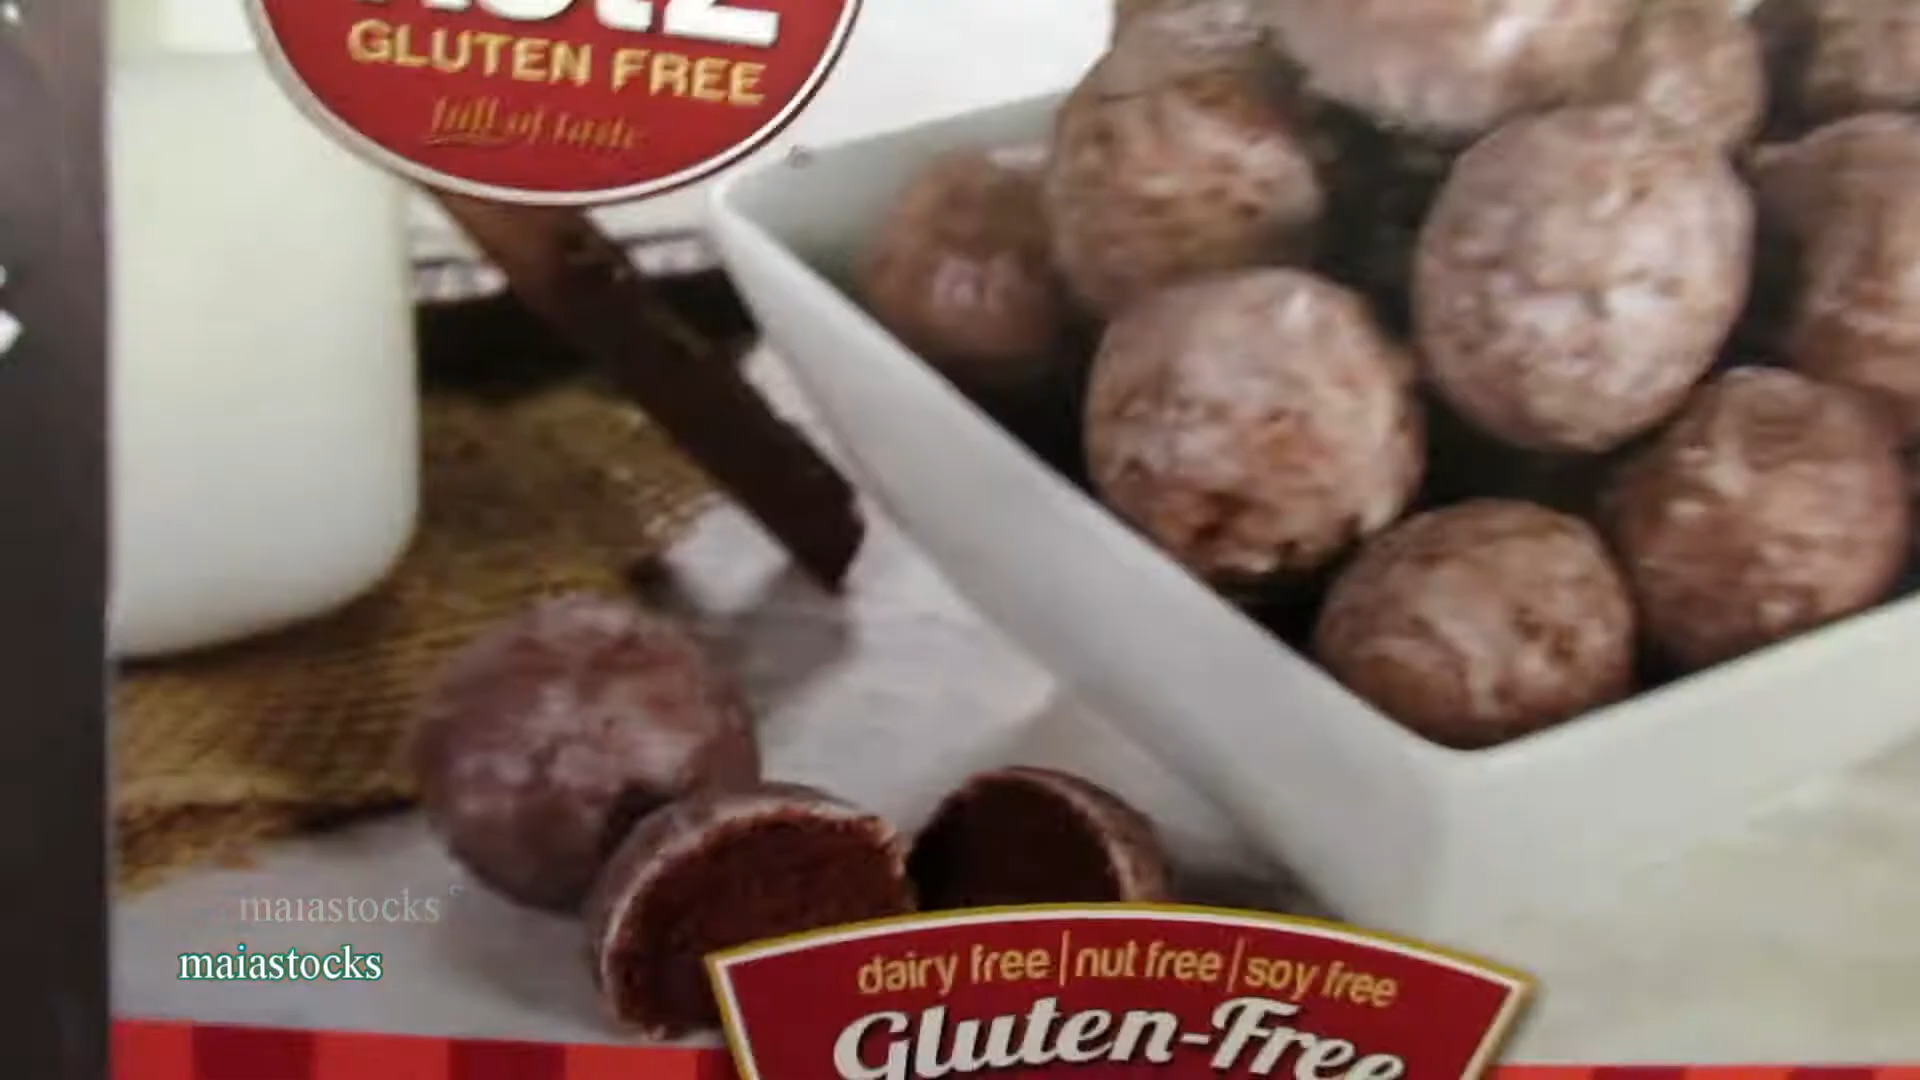 GLUTEN FREE
full of taste
maiastocks
maiastocks
dairy free|nut free|soy free
Gluten-Free